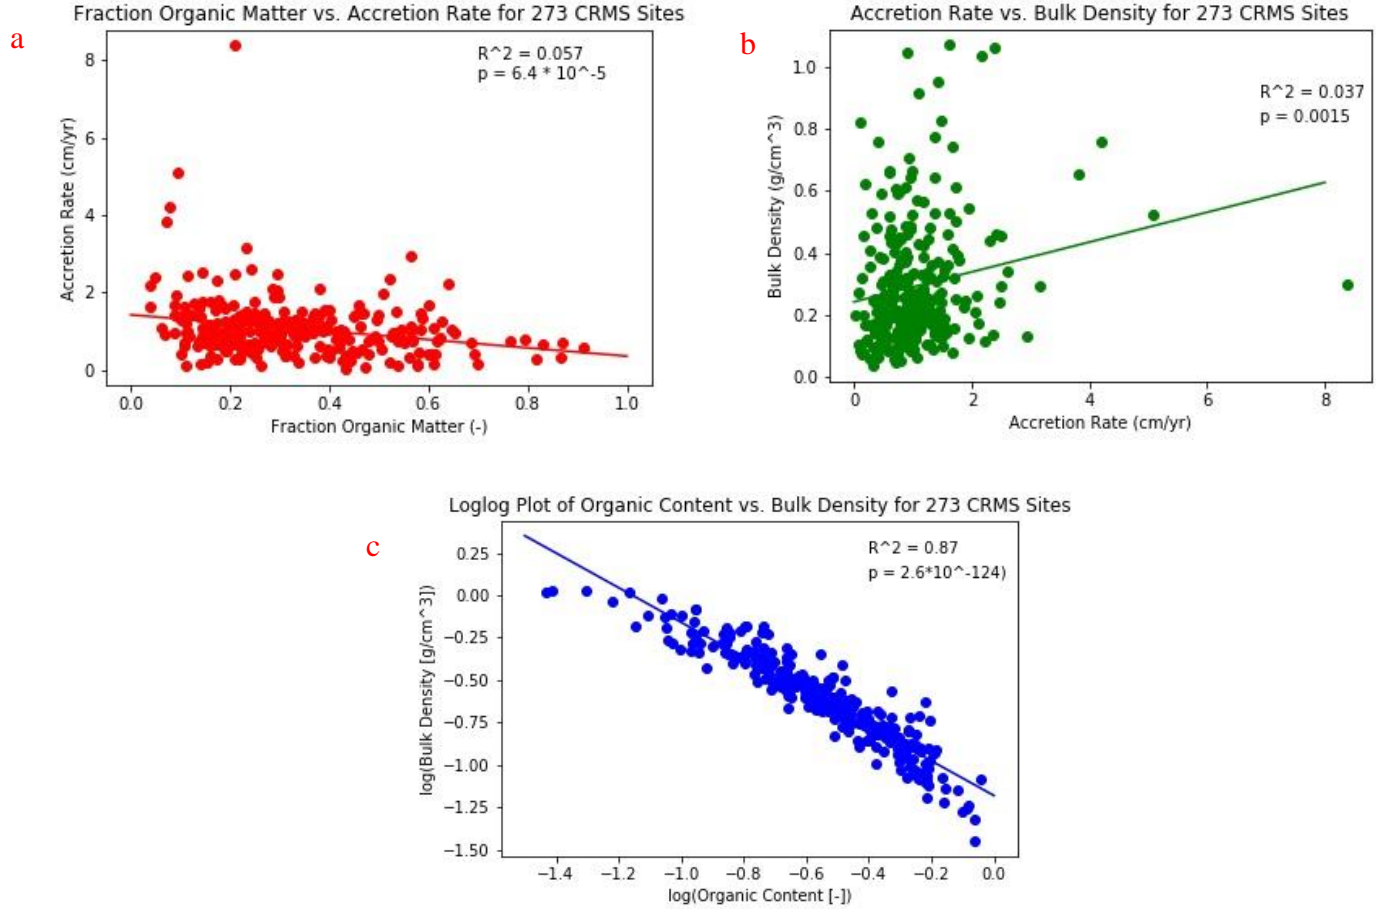 a
Fraction Organic Matter vs. Accretion Rate for 273 CRMS Sites
R^2 = 0.057
p = 6.4 * 10^-5
Accretion Rate (cm/yr)
8
6
4
2
0
0.0 0.2 0.4 0.6 0.8 1.0
Fraction Organic Matter (-)
b
Accretion Rate vs. Bulk Density for 273 CRMS Sites
R^2 = 0.037
p = 0.0015
Bulk Density (g/cm^3)
1.0
0.8
0.6
0.4
0.2
0.0
0 2 4 6 8
Accretion Rate (cm/yr)
c
Loglog Plot of Organic Content vs. Bulk Density for 273 CRMS Sites
R^2 = 0.87
p = 2.6*10^-124)
log(Bulk Density [g/cm^3])
0.25
0.00
−0.25
−0.50
−0.75
−1.00
−1.25
−1.50
−1.4 −1.2 −1.0 −0.8 −0.6 −0.4 −0.2 0.0
log(Organic Content [-])